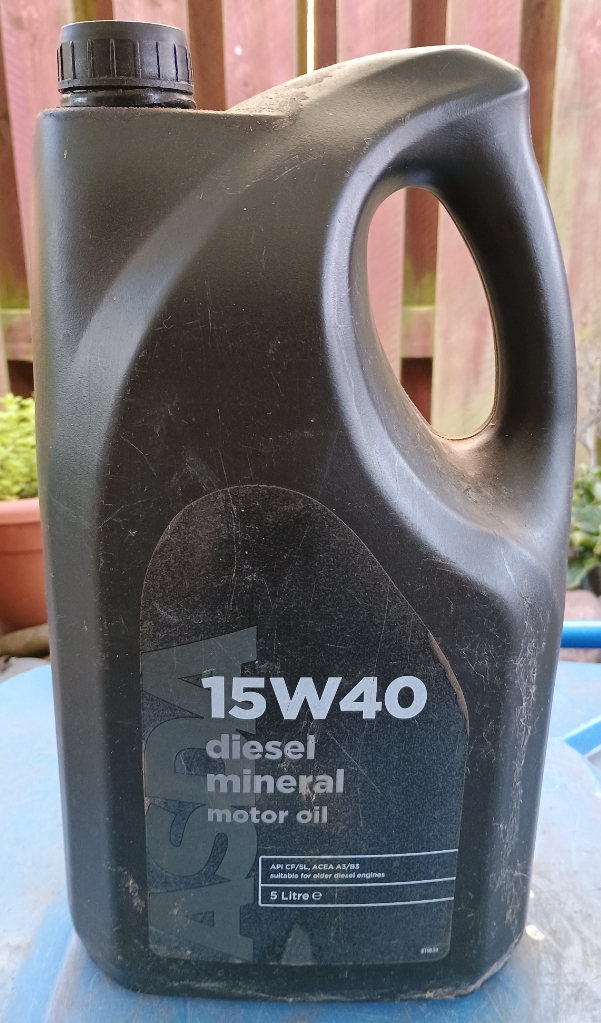 ASDA
15W40
diesel
mineral
motor oil
API CF/SL, ACEA A3/B3
suitable for older diesel engines
5 Litre ℮